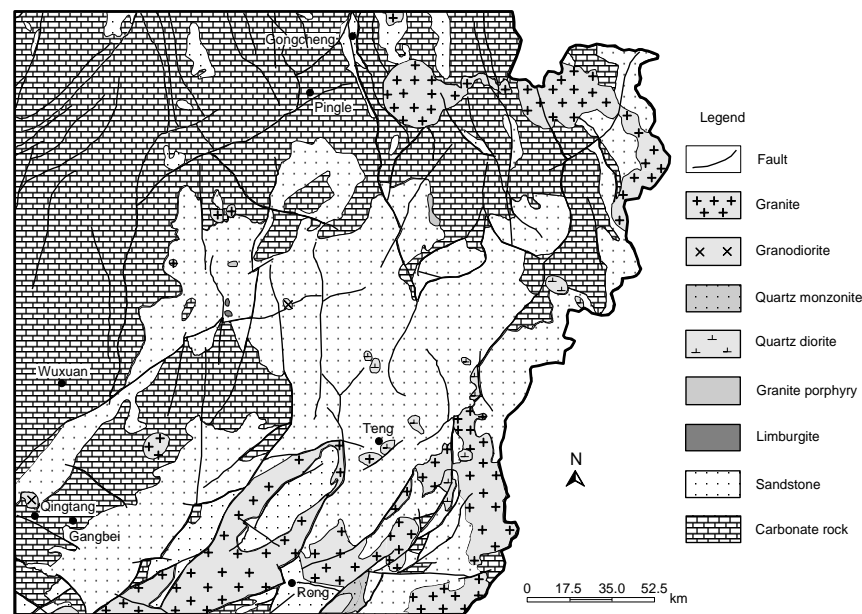 Gongcheng
Pingle
Wuxuan
Teng
Qingtang
Gangbei
Rong
Legend
Fault
Granite
Granodiorite
Quartz monzonite
Quartz diorite
Granite porphyry
Limburgite
Sandstone
Carbonate rock
N
0 17.5 35.0 52.5
km